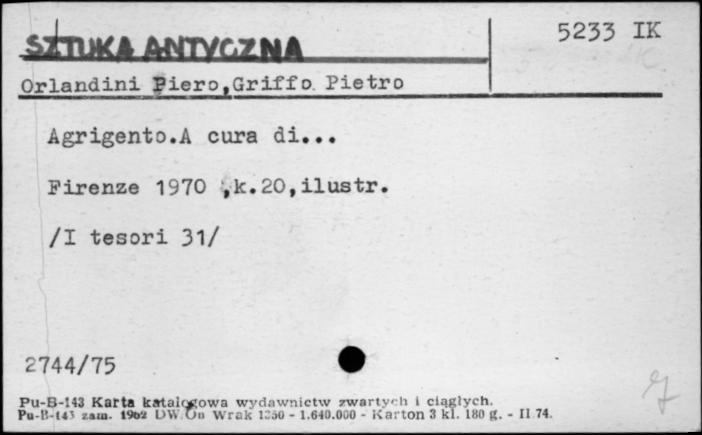 SZTUKA ANTYCZNA
5233 IK
Orlandini Piero,Griffo Pietro
Agrigento.A cura di...
Firenze 1970 ,k.20,ilustr.
/I tesori 31/
2744/75
Pu-B-143 Karta katalogowa wydawnictw zwartych i ciągłych.
Pu-B-143 zam. 1962 DW. Wrak 1350 - 1.640.000 - Karton 3 kl. 180 g. - II 74.